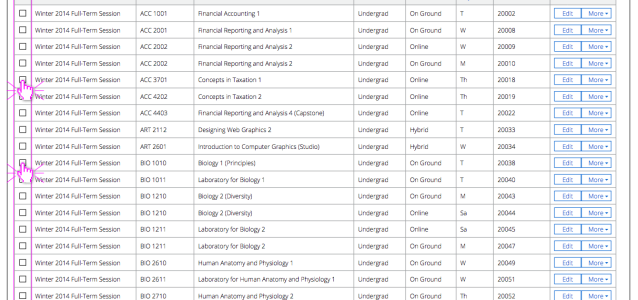 Winter 2014 Full-Term Session ACC 1001 Financial Accounting 1 Undergrad On Ground T 20002 Edit More
Winter 2014 Full-Term Session ACC 2001 Financial Reporting and Analysis 1 Undergrad On Ground W 20008 Edit More
Winter 2014 Full-Term Session ACC 2002 Financial Reporting and Analysis 2 Undergrad Online W 20009 Edit More
Winter 2014 Full-Term Session ACC 2002 Financial Reporting and Analysis 2 Undergrad On Ground M 20010 Edit More
Winter 2014 Full-Term Session ACC 3701 Concepts in Taxation 1 Undergrad Online Th 20018 Edit More
Winter 2014 Full-Term Session ACC 4202 Concepts in Taxation 2 Undergrad Online Th 20019 Edit More
Winter 2014 Full-Term Session ACC 4403 Financial Reporting and Analysis 4 (Capstone) Undergrad Online T 20022 Edit More
Winter 2014 Full-Term Session ART 2112 Designing Web Graphics 2 Undergrad Hybrid T 20033 Edit More
Winter 2014 Full-Term Session ART 2601 Introduction to Computer Graphics (Studio) Undergrad Hybrid W 20034 Edit More
Winter 2014 Full-Term Session BIO 1010 Biology 1 (Principles) Undergrad On Ground T 20038 Edit More
Winter 2014 Full-Term Session BIO 1011 Laboratory for Biology 1 Undergrad On Ground T 20040 Edit More
Winter 2014 Full-Term Session BIO 1210 Biology 2 (Diversity) Undergrad On Ground M 20043 Edit More
Winter 2014 Full-Term Session BIO 1210 Biology 2 (Diversity) Undergrad Online Sa 20044 Edit More
Winter 2014 Full-Term Session BIO 1211 Laboratory for Biology 2 Undergrad Online Sa 20045 Edit More
Winter 2014 Full-Term Session BIO 1211 Laboratory for Biology 2 Undergrad On Ground M 20047 Edit More
Winter 2014 Full-Term Session BIO 2610 Human Anatomy and Physiology 1 Undergrad On Ground W 20049 Edit More
Winter 2014 Full-Term Session BIO 2611 Laboratory for Human Anatomy and Physiology 1 Undergrad On Ground W 20051 Edit More
Winter 2014 Full-Term Session BIO 2710 Human Anatomy and Physiology 2 Undergrad On Ground Th 20052 Edit More